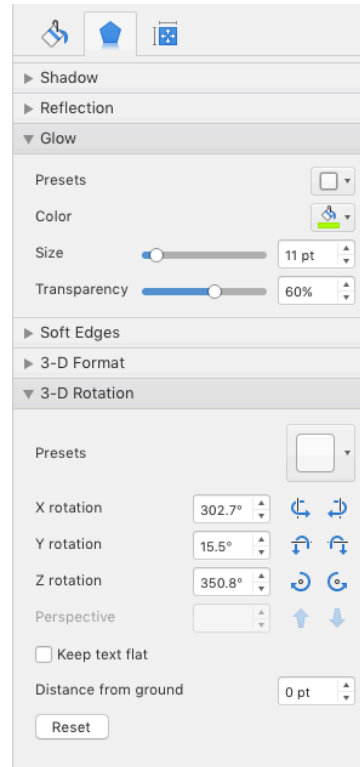 Shadow
Reflection
Glow
Presets
Color
Size 11 pt
Transparency 60%
Soft Edges
3-D Format
3-D Rotation
Presets
X rotation 302.7°
Y rotation 15.5°
Z rotation 350.8°
Perspective
Keep text flat
Distance from ground 0 pt
Reset